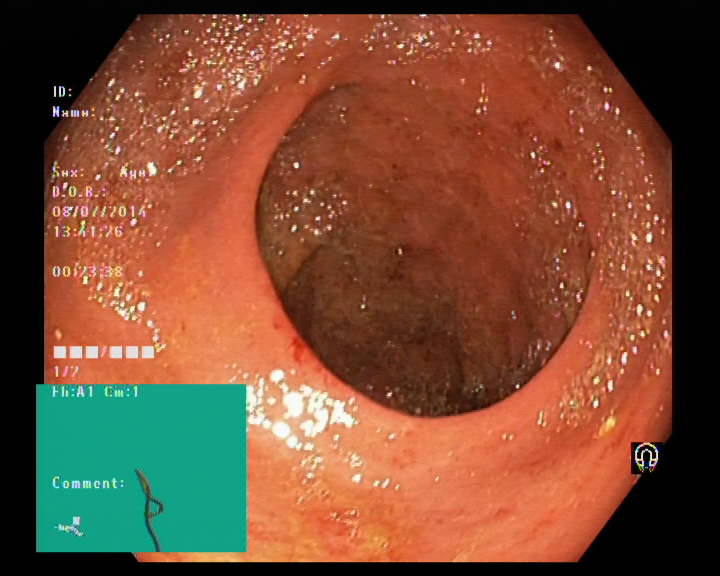 ID:
Name:
Sex: Age:
D.O.B.:
08/07/2014
13:41:26
00:23:38
1/2
Ph:A1 Cm:1
Comment: